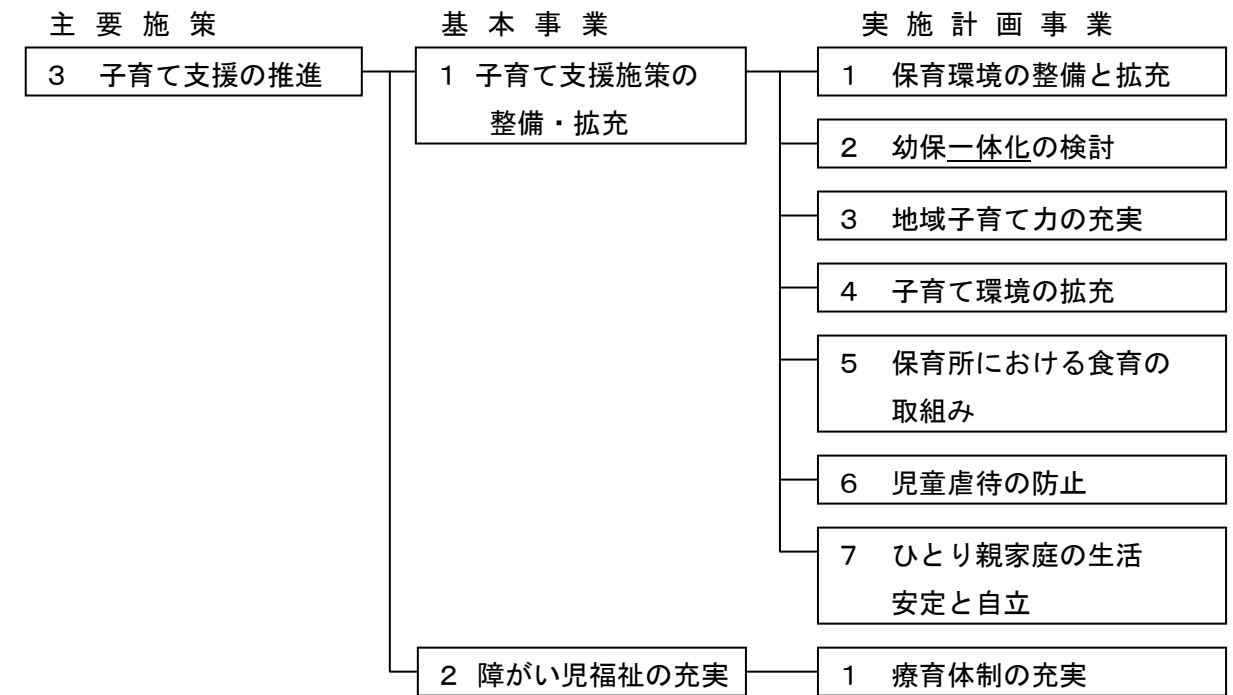 主要施策 基本事業 実施計画事業
3 子育て支援の推進
1 子育て支援施策の
整備・拡充
1 保育環境の整備と拡充
2 幼保一体化の検討
3 地域子育て力の充実
4 子育て環境の拡充
5 保育所における食育の
取組み
6 児童虐待の防止
7 ひとり親家庭の生活
安定と自立
2 障がい児福祉の充実
1 療育体制の充実